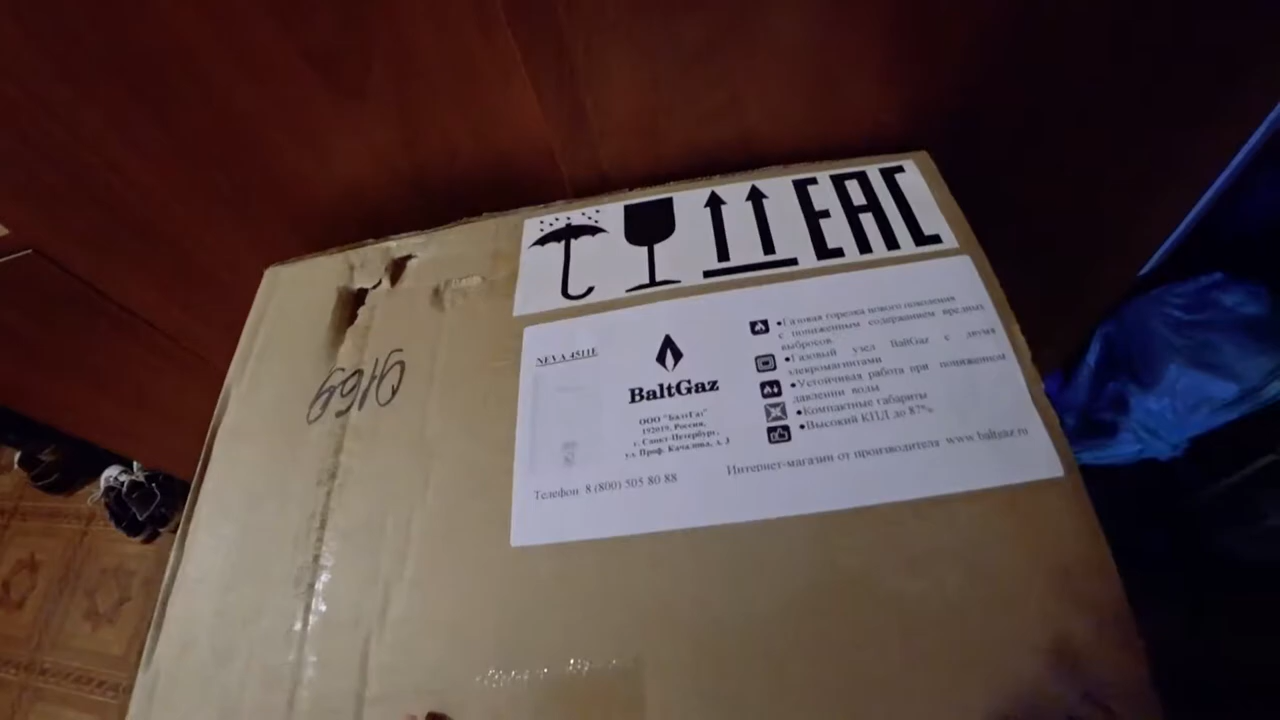 EAC
NEVA 4511E
BaltGaz
ООО "БалтГаз"
192019, Россия,
г. Санкт-Петербург,
ул. Проф. Качалова, д. 3
Телефон 8 (800) 505 80 88
•Газовая горелка нового поколения
с пониженным содержанием вредных
выбросов
•Газовый узел BaltGaz с двумя
элекромагнитами
•Устойчивая работа при пониженном
давлении воды
•Компактные габариты
•Высокий КПД до 87%
Интернет-магазин от производителя www.baltgaz.ru